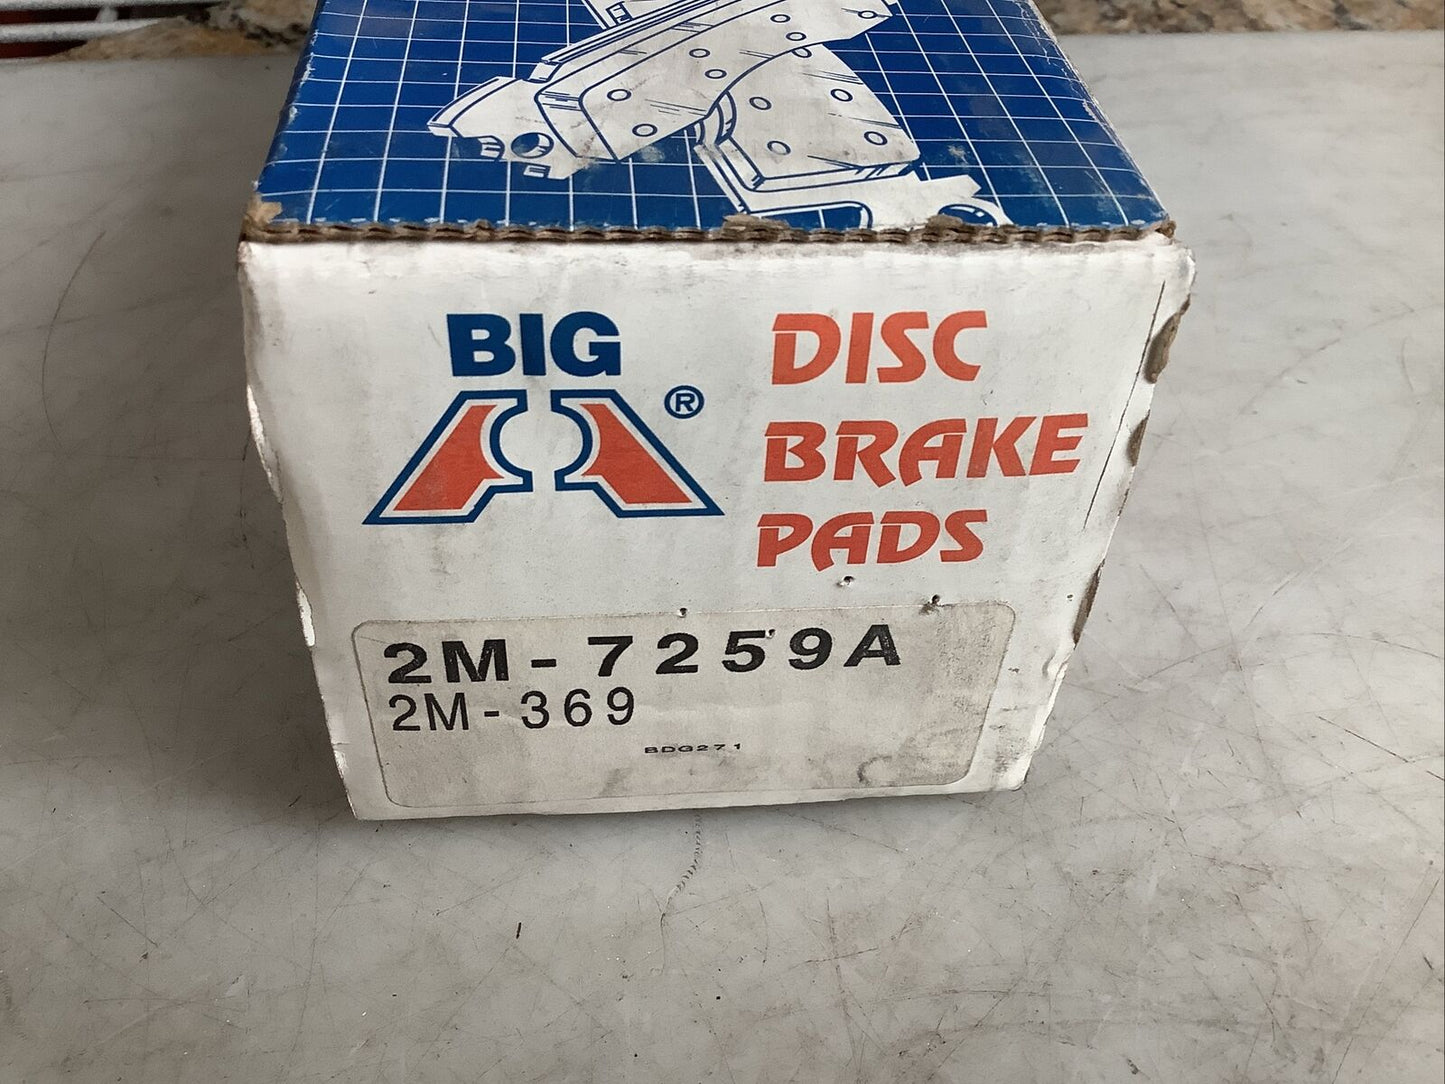 BIG A®
DISC
BRAKE
PADS
2M-7259A
2M-369
BDG271